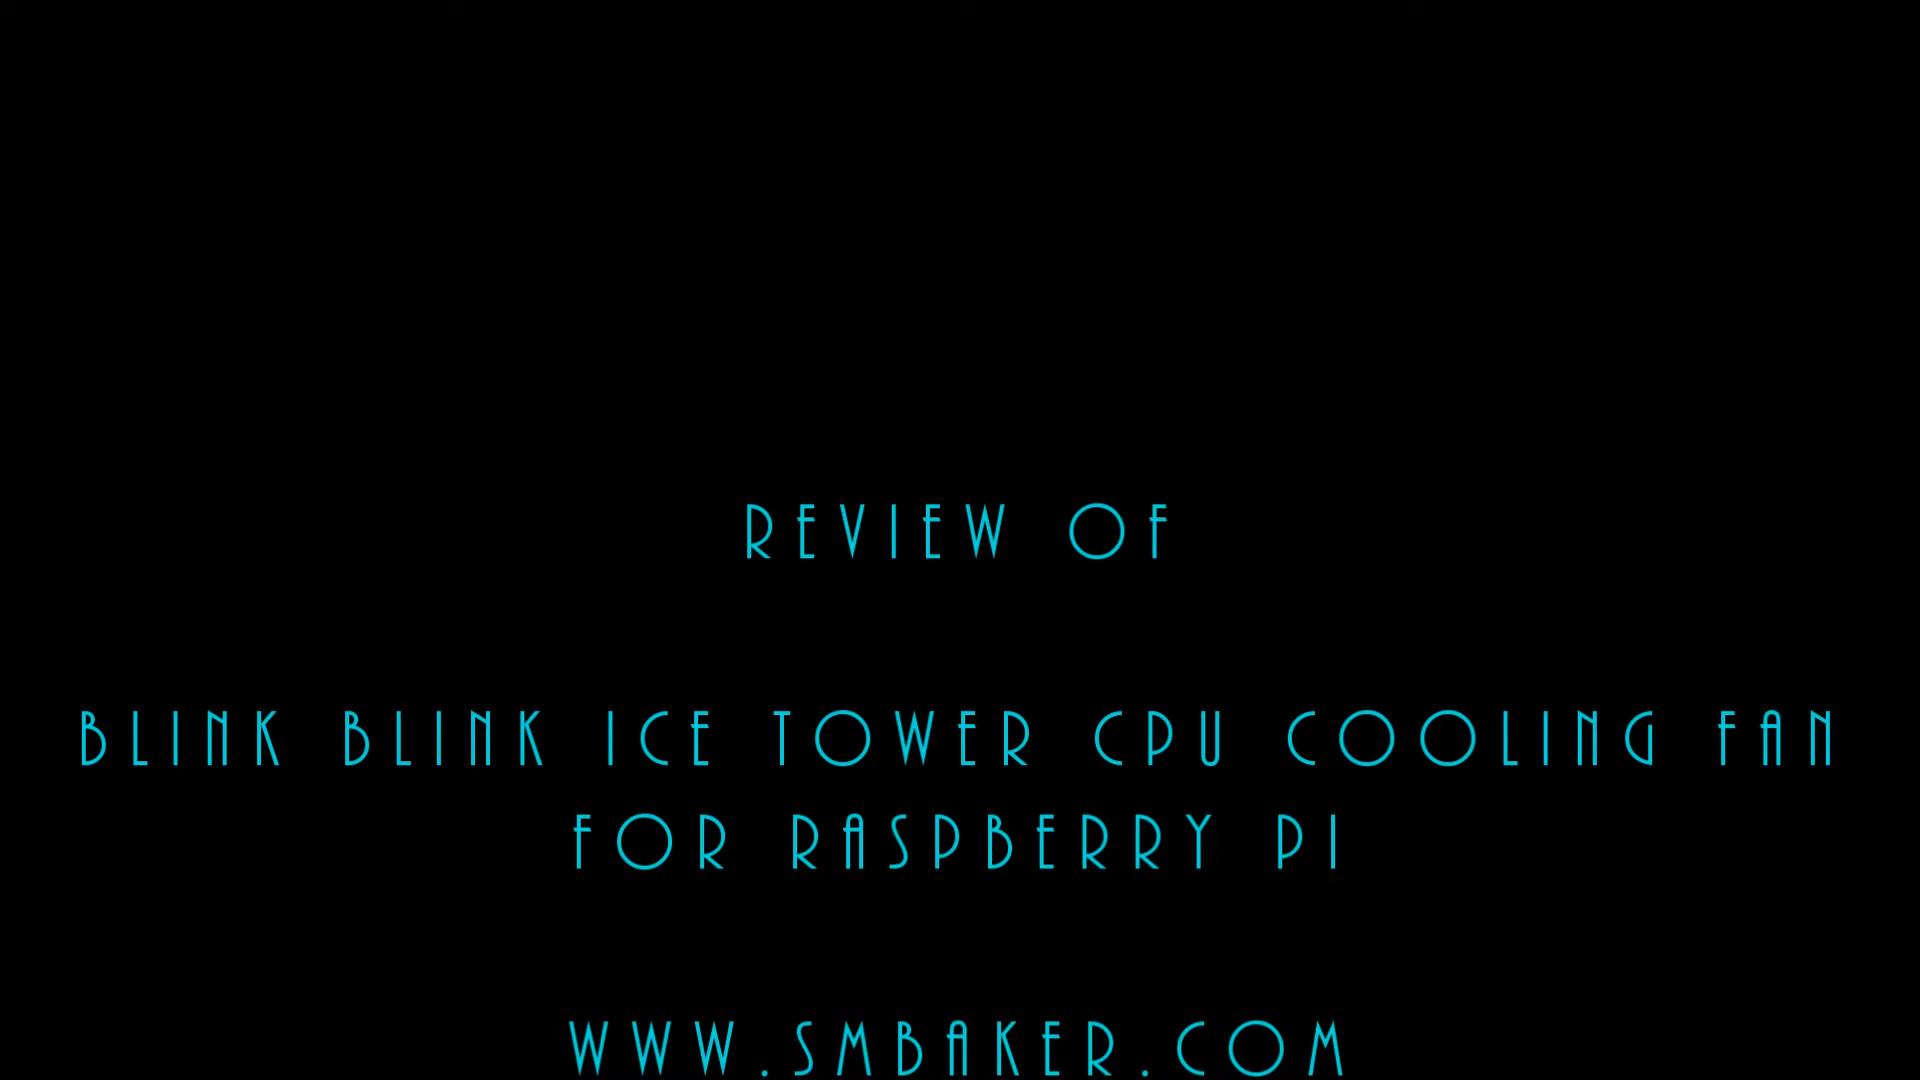 REVIEW OF
BLINK BLINK ICE TOWER CPU COOLING FAN
FOR RASPBERRY PI
WWW.SMBAKER.COM